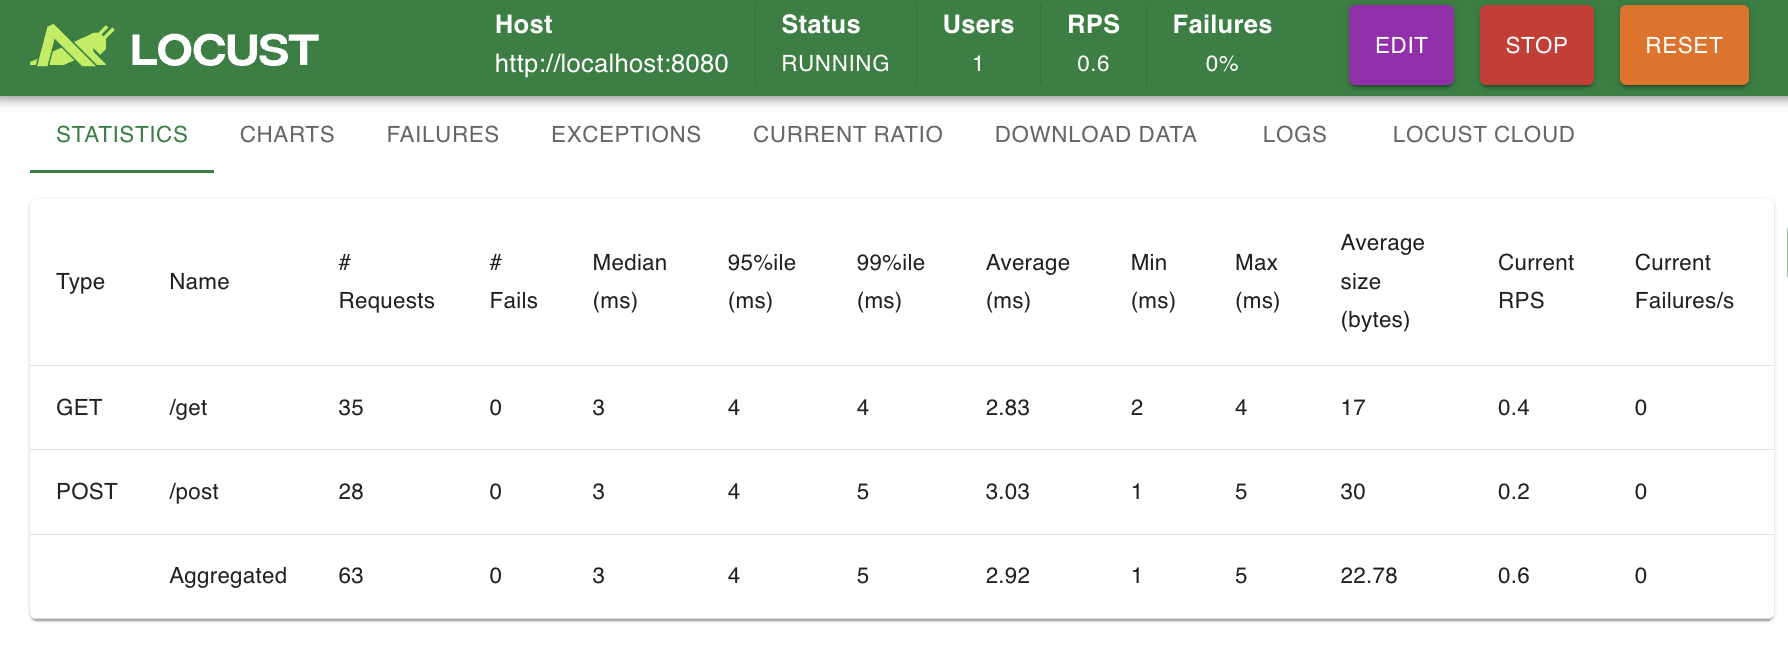 LOCUST
Host
http://localhost:8080
Status
RUNNING
Users
1
RPS
0.6
Failures
0%
EDIT
STOP
RESET
STATISTICS CHARTS FAILURES EXCEPTIONS CURRENT RATIO DOWNLOAD DATA LOGS LOCUST CLOUD
Type
Name
#
Requests
#
Fails
Median
(ms)
95%ile
(ms)
99%ile
(ms)
Average
(ms)
Min
(ms)
Max
(ms)
Average
size
(bytes)
Current
RPS
Current
Failures/s
GET /get 35 0 3 4 4 2.83 2 4 17 0.4 0
POST /post 28 0 3 4 5 3.03 1 5 30 0.2 0
Aggregated 63 0 3 4 5 2.92 1 5 22.78 0.6 0